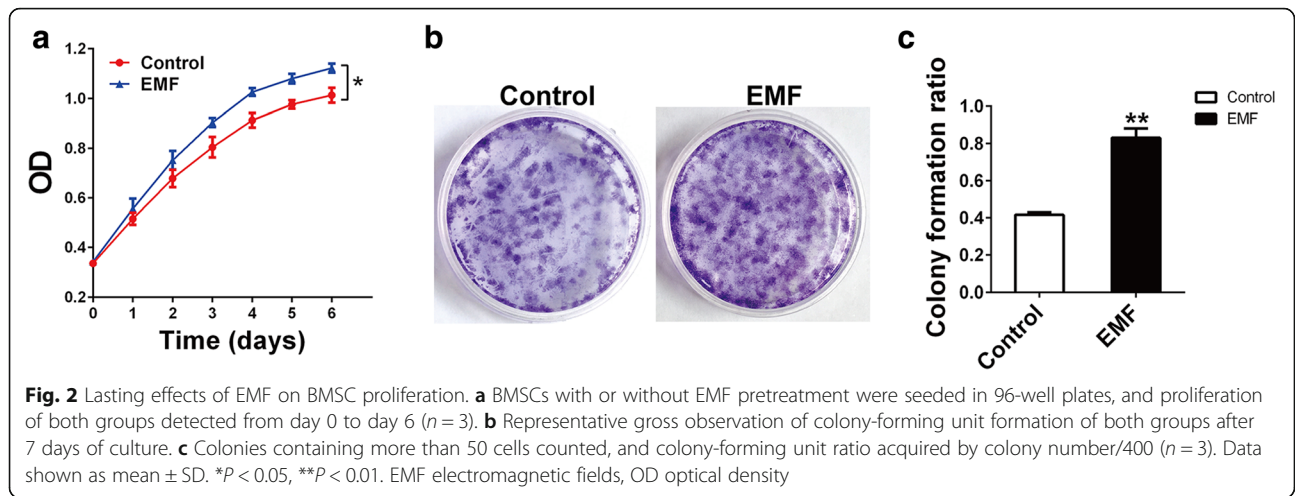 a
1.2
1.0
0.8
0.6
0.4
0.2
OD
Control
EMF
*
0 1 2 3 4 5 6
Time (days)
b
Control
EMF
c
Colony formation ratio
1.0
0.8
0.6
0.4
0.2
0.0
**
Control
EMF
Control
EMF
Fig. 2 Lasting effects of EMF on BMSC proliferation. a BMSCs with or without EMF pretreatment were seeded in 96-well plates, and proliferation
of both groups detected from day 0 to day 6 (n = 3). b Representative gross observation of colony-forming unit formation of both groups after
7 days of culture. c Colonies containing more than 50 cells counted, and colony-forming unit ratio acquired by colony number/400 (n = 3). Data
shown as mean ± SD. *P < 0.05, **P < 0.01. EMF electromagnetic fields, OD optical density